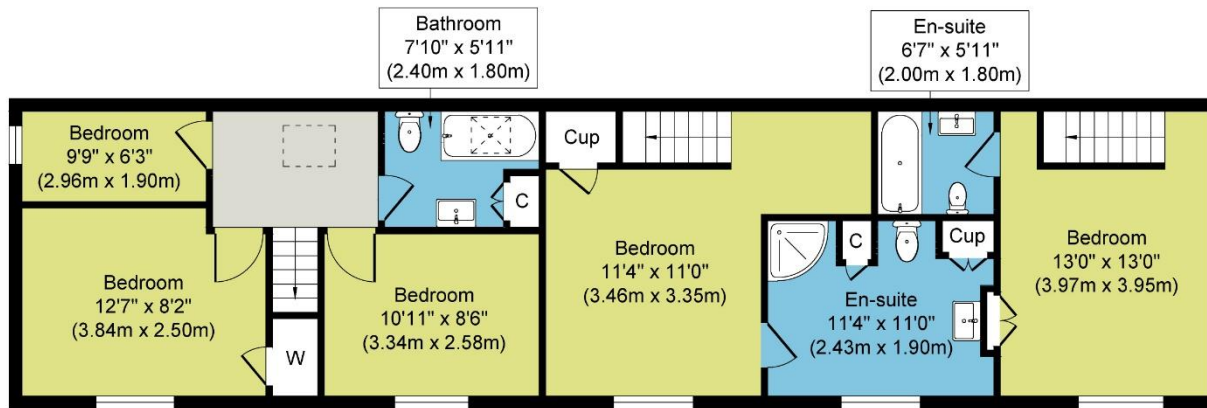 Bathroom
7'10" x 5'11"
(2.40m x 1.80m)
En-suite
6'7" x 5'11"
(2.00m x 1.80m)
Bedroom
9'9" x 6'3"
(2.96m x 1.90m)
Cup
C
Bedroom
12'7" x 8'2"
(3.84m x 2.50m)
W
Bedroom
10'11" x 8'6"
(3.34m x 2.58m)
Bedroom
11'4" x 11'0"
(3.46m x 3.35m)
C
Cup
En-suite
11'4" x 11'0"
(2.43m x 1.90m)
Bedroom
13'0" x 13'0"
(3.97m x 3.95m)